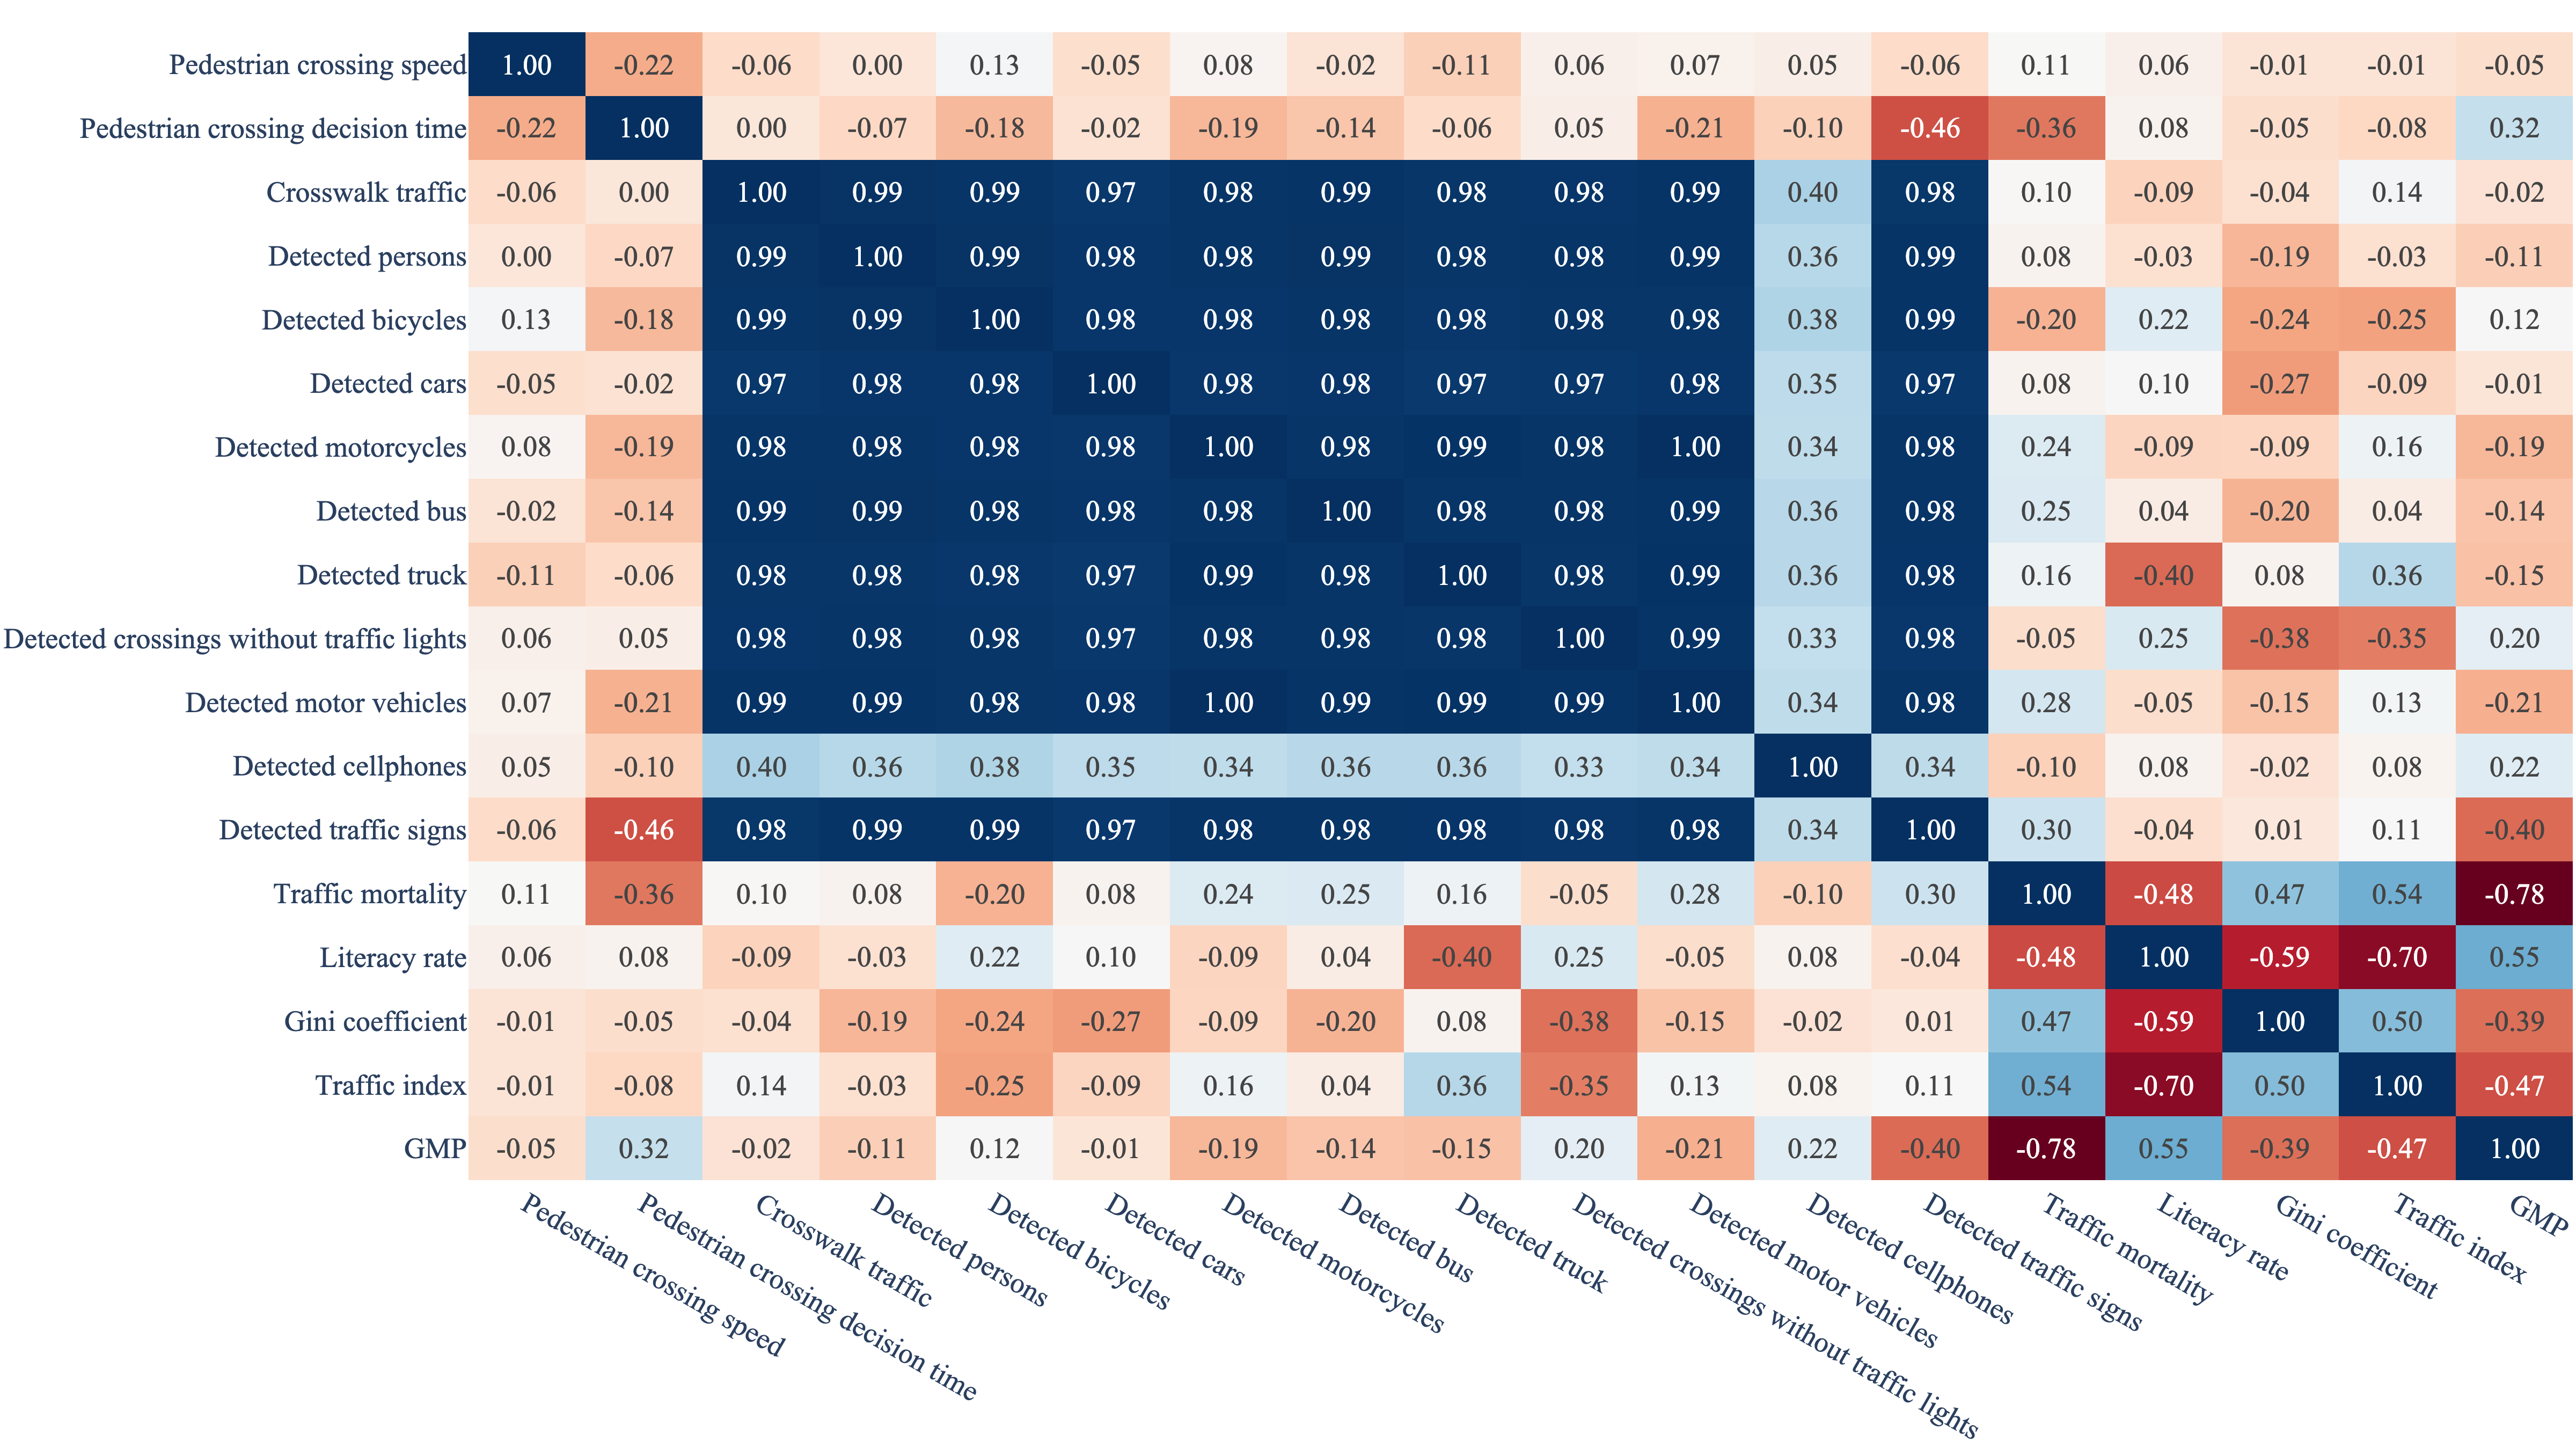 Pedestrian crossing speed 1.00 -0.22 -0.06 0.00 0.13 -0.05 0.08 -0.02 -0.11 0.06 0.07 0.05 -0.06 0.11 0.06 -0.01 -0.01 -0.05
Pedestrian crossing decision time -0.22 1.00 0.00 -0.07 -0.18 -0.02 -0.19 -0.14 -0.06 0.05 -0.21 -0.10 -0.46 -0.36 0.08 -0.05 -0.08 0.32
Crosswalk traffic -0.06 0.00 1.00 0.99 0.99 0.97 0.98 0.99 0.98 0.98 0.99 0.40 0.98 0.10 -0.09 -0.04 0.14 -0.02
Detected persons 0.00 -0.07 0.99 1.00 0.99 0.98 0.98 0.99 0.98 0.98 0.99 0.36 0.99 0.08 -0.03 -0.19 -0.03 -0.11
Detected bicycles 0.13 -0.18 0.99 0.99 1.00 0.98 0.98 0.98 0.98 0.98 0.98 0.38 0.99 -0.20 0.22 -0.24 -0.25 0.12
Detected cars -0.05 -0.02 0.97 0.98 0.98 1.00 0.98 0.98 0.97 0.97 0.98 0.35 0.97 0.08 0.10 -0.27 -0.09 -0.01
Detected motorcycles 0.08 -0.19 0.98 0.98 0.98 0.98 1.00 0.98 0.99 0.98 1.00 0.34 0.98 0.24 -0.09 -0.09 0.16 -0.19
Detected bus -0.02 -0.14 0.99 0.99 0.98 0.98 0.98 1.00 0.98 0.98 0.99 0.36 0.98 0.25 0.04 -0.20 0.04 -0.14
Detected truck -0.11 -0.06 0.98 0.98 0.98 0.97 0.99 0.98 1.00 0.98 0.99 0.36 0.98 0.16 -0.40 0.08 0.36 -0.15
Detected crossings without traffic lights 0.06 0.05 0.98 0.98 0.98 0.97 0.98 0.98 0.98 1.00 0.99 0.33 0.98 -0.05 0.25 -0.38 -0.35 0.20
Detected motor vehicles 0.07 -0.21 0.99 0.99 0.98 0.98 1.00 0.99 0.99 0.99 1.00 0.34 0.98 0.28 -0.05 -0.15 0.13 -0.21
Detected cellphones 0.05 -0.10 0.40 0.36 0.38 0.35 0.34 0.36 0.36 0.33 0.34 1.00 0.34 -0.10 0.08 -0.02 0.08 0.22
Detected traffic signs -0.06 -0.46 0.98 0.99 0.99 0.97 0.98 0.98 0.98 0.98 0.98 0.34 1.00 0.30 -0.04 0.01 0.11 -0.40
Traffic mortality 0.11 -0.36 0.10 0.08 -0.20 0.08 0.24 0.25 0.16 -0.05 0.28 -0.10 0.30 1.00 -0.48 0.47 0.54 -0.78
Literacy rate 0.06 0.08 -0.09 -0.03 0.22 0.10 -0.09 0.04 -0.40 0.25 -0.05 0.08 -0.04 -0.48 1.00 -0.59 -0.70 0.55
Gini coefficient -0.01 -0.05 -0.04 -0.19 -0.24 -0.27 -0.09 -0.20 0.08 -0.38 -0.15 -0.02 0.01 0.47 -0.59 1.00 0.50 -0.39
Traffic index -0.01 -0.08 0.14 -0.03 -0.25 -0.09 0.16 0.04 0.36 -0.35 0.13 0.08 0.11 0.54 -0.70 0.50 1.00 -0.47
GMP -0.05 0.32 -0.02 -0.11 0.12 -0.01 -0.19 -0.14 -0.15 0.20 -0.21 0.22 -0.40 -0.78 0.55 -0.39 -0.47 1.00
Pedestrian crossing speed
Pedestrian crossing decision time
Crosswalk traffic
Detected persons
Detected bicycles
Detected cars
Detected motorcycles
Detected bus
Detected truck
Detected crossings without traffic lights
Detected motor vehicles
Detected cellphones
Detected traffic signs
Traffic mortality
Literacy rate
Gini coefficient
Traffic index
GMP